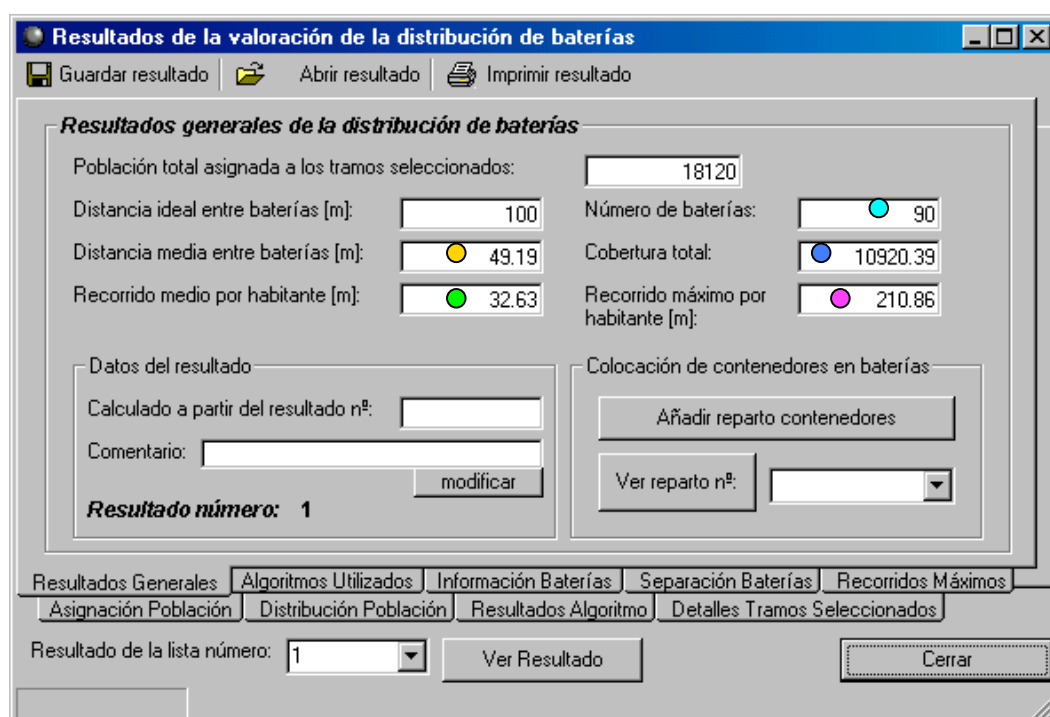 Resultados de la valoración de la distribución de baterías
Guardar resultado Abrir resultado Imprimir resultado
Resultados generales de la distribución de baterías
Población total asignada a los tramos seleccionados: 18120
Distancia ideal entre baterías [m]: 100 Número de baterías: 90
Distancia media entre baterías [m]: 49.19 Cobertura total: 10920.39
Recorrido medio por habitante [m]: 32.63 Recorrido máximo por 210.86
habitante [m]:
Datos del resultado Colocación de contenedores en baterías
Calculado a partir del resultado nº: Añadir reparto contenedores
Comentario:
modificar Ver reparto nº:
Resultado número: 1
Resultados Generales Algoritmos Utilizados Información Baterías Separación Baterías Recorridos Máximos
Asignación Población Distribución Población Resultados Algoritmo Detalles Tramos Seleccionados
Resultado de la lista número: 1 Ver Resultado Cerrar